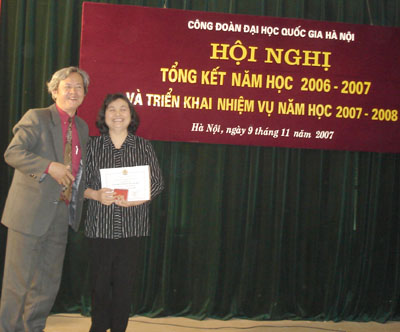 CÔNG ĐOÀN ĐẠI HỌC QUỐC GIA HÀ NỘI
HỘI NGHỊ
TỔNG KẾT NĂM HỌC 2006 - 2007
VÀ TRIỂN KHAI NHIỆM VỤ NĂM HỌC 2007 - 2008
Hà Nội, ngày 9 tháng 11 năm 2007